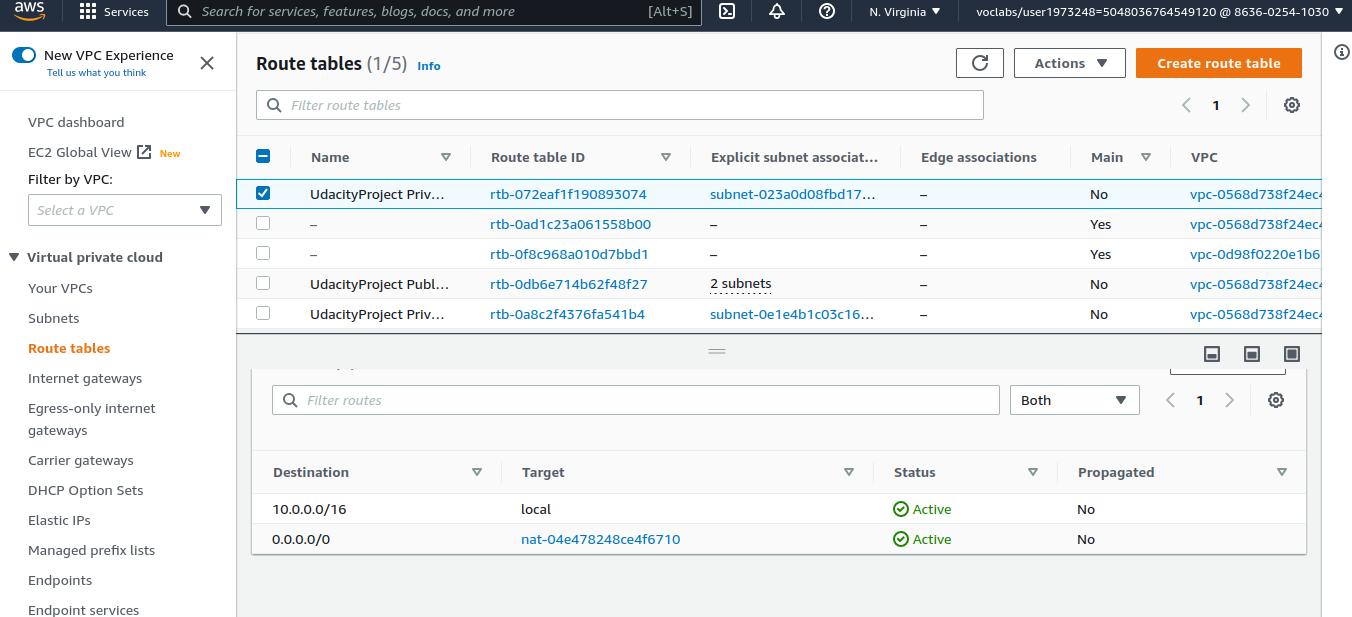 aws
Services
Search for services, features, blogs, docs, and more
[Alt+S]
N. Virginia
voclabs/user1973248=5048036764549120 @ 8636-0254-1030
New VPC Experience
Tell us what you think
VPC dashboard
EC2 Global View New
Filter by VPC:
Select a VPC
Virtual private cloud
Your VPCs
Subnets
Route tables
Internet gateways
Egress-only internet
gateways
Carrier gateways
DHCP Option Sets
Elastic IPs
Managed prefix lists
Endpoints
Endpoint services
Route tables (1/5) Info
Actions
Create route table
Filter route tables
1
Name Route table ID Explicit subnet associat... Edge associations Main VPC
UdacityProject Priv... rtb-072eaf1f190893074 subnet-023a0d08fbd17... – No vpc-0568d738f24ec4
– rtb-0ad1c23a061558b00 – – Yes vpc-0568d738f24ec4
– rtb-0f8c968a010d7bbd1 – – Yes vpc-0d98f0220e1b6
UdacityProject Publ... rtb-0db6e714b62f48f27 2 subnets – No vpc-0568d738f24ec4
UdacityProject Priv... rtb-0a8c2f4376fa541b4 subnet-0e1e4b1c03c16... – No vpc-0568d738f24ec4
Filter routes
Both
1
Destination Target Status Propagated
10.0.0.0/16 local Active No
0.0.0.0/0 nat-04e478248ce4f6710 Active No